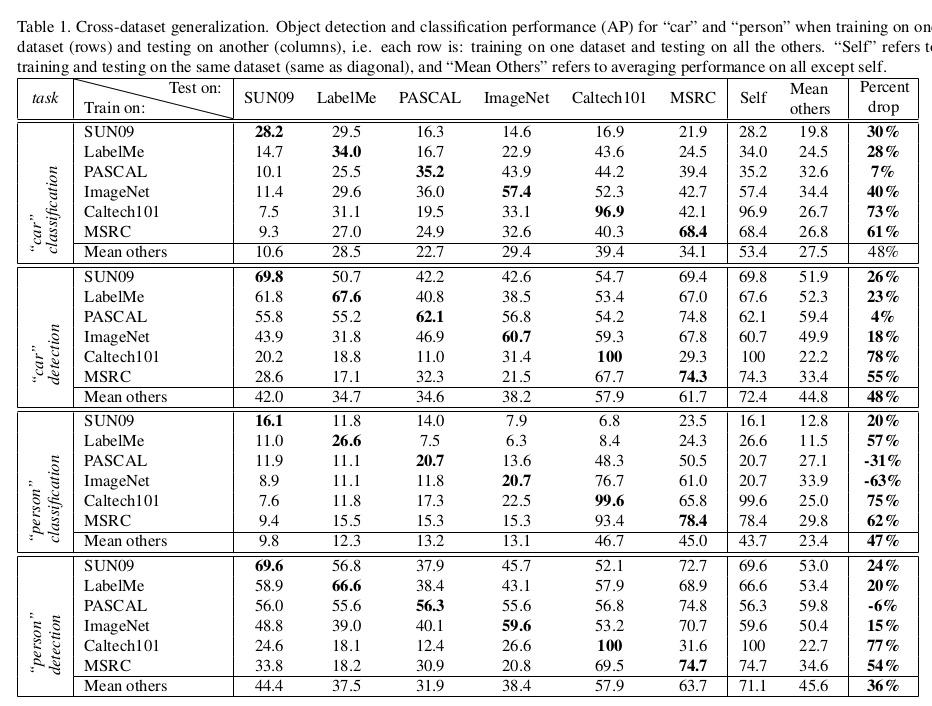 Table 1. Cross-dataset generalization. Object detection and classification performance (AP) for “car” and “person” when training on one
dataset (rows) and testing on another (columns), i.e. each row is: training on one dataset and testing on all the others. “Self” refers to
training and testing on the same dataset (same as diagonal), and “Mean Others” refers to averaging performance on all except self.
task Train on: Test on: SUN09 LabelMe PASCAL ImageNet Caltech101 MSRC Self Mean others Percent drop
“car” classification
SUN09 28.2 29.5 16.3 14.6 16.9 21.9 28.2 19.8 30%
LabelMe 14.7 34.0 16.7 22.9 43.6 24.5 34.0 24.5 28%
PASCAL 10.1 25.5 35.2 43.9 44.2 39.4 35.2 32.6 7%
ImageNet 11.4 29.6 36.0 57.4 52.3 42.7 57.4 34.4 40%
Caltech101 7.5 31.1 19.5 33.1 96.9 42.1 96.9 26.7 73%
MSRC 9.3 27.0 24.9 32.6 40.3 68.4 68.4 26.8 61%
Mean others 10.6 28.5 22.7 29.4 39.4 34.1 53.4 27.5 48%
“car” detection
SUN09 69.8 50.7 42.2 42.6 54.7 69.4 69.8 51.9 26%
LabelMe 61.8 67.6 40.8 38.5 53.4 67.0 67.6 52.3 23%
PASCAL 55.8 55.2 62.1 56.8 54.2 74.8 62.1 59.4 4%
ImageNet 43.9 31.8 46.9 60.7 59.3 67.8 60.7 49.9 18%
Caltech101 20.2 18.8 11.0 31.4 100 29.3 100 22.2 78%
MSRC 28.6 17.1 32.3 21.5 67.7 74.3 74.3 33.4 55%
Mean others 42.0 34.7 34.6 38.2 57.9 61.7 72.4 44.8 48%
“person” classification
SUN09 16.1 11.8 14.0 7.9 6.8 23.5 16.1 12.8 20%
LabelMe 11.0 26.6 7.5 6.3 8.4 24.3 26.6 11.5 57%
PASCAL 11.9 11.1 20.7 13.6 48.3 50.5 20.7 27.1 -31%
ImageNet 8.9 11.1 11.8 20.7 76.7 61.0 20.7 33.9 -63%
Caltech101 7.6 11.8 17.3 22.5 99.6 65.8 99.6 25.0 75%
MSRC 9.4 15.5 15.3 15.3 93.4 78.4 78.4 29.8 62%
Mean others 9.8 12.3 13.2 13.1 46.7 45.0 43.7 23.4 47%
“person” detection
SUN09 69.6 56.8 37.9 45.7 52.1 72.7 69.6 53.0 24%
LabelMe 58.9 66.6 38.4 43.1 57.9 68.9 66.6 53.4 20%
PASCAL 56.0 55.6 56.3 55.6 56.8 74.8 56.3 59.8 -6%
ImageNet 48.8 39.0 40.1 59.6 53.2 70.7 59.6 50.4 15%
Caltech101 24.6 18.1 12.4 26.6 100 31.6 100 22.7 77%
MSRC 33.8 18.2 30.9 20.8 69.5 74.7 74.7 34.6 54%
Mean others 44.4 37.5 31.9 38.4 57.9 63.7 71.1 45.6 36%